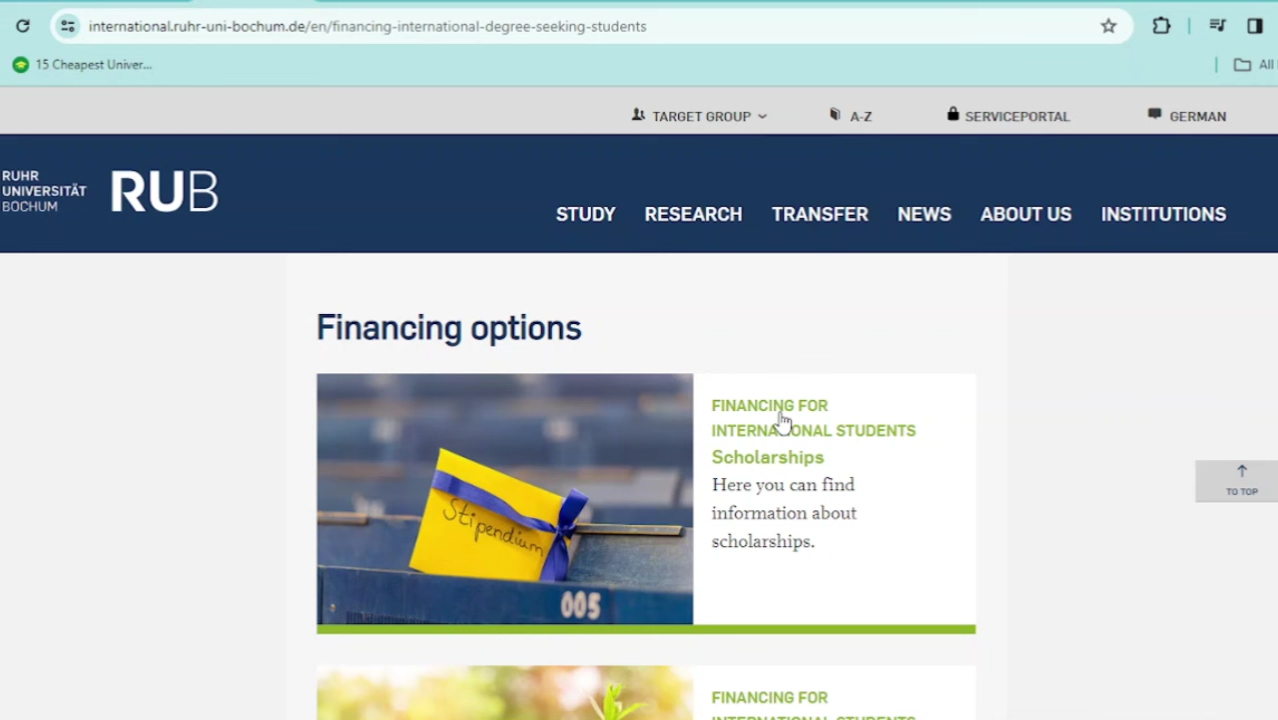 international.ruhr-uni-bochum.de/en/financing-international-degree-seeking-students
15 Cheapest Univer...
All
TARGET GROUP
A-Z
SERVICEPORTAL
GERMAN
RUHR
UNIVERSITÄT
BOCHUM
RUB
STUDY
RESEARCH
TRANSFER
NEWS
ABOUT US
INSTITUTIONS
Financing options
Stipendium
005
FINANCING FOR
INTERNATIONAL STUDENTS
Scholarships
Here you can find
information about
scholarships.
TO TOP
FINANCING FOR
INTERNATIONAL STUDENTS